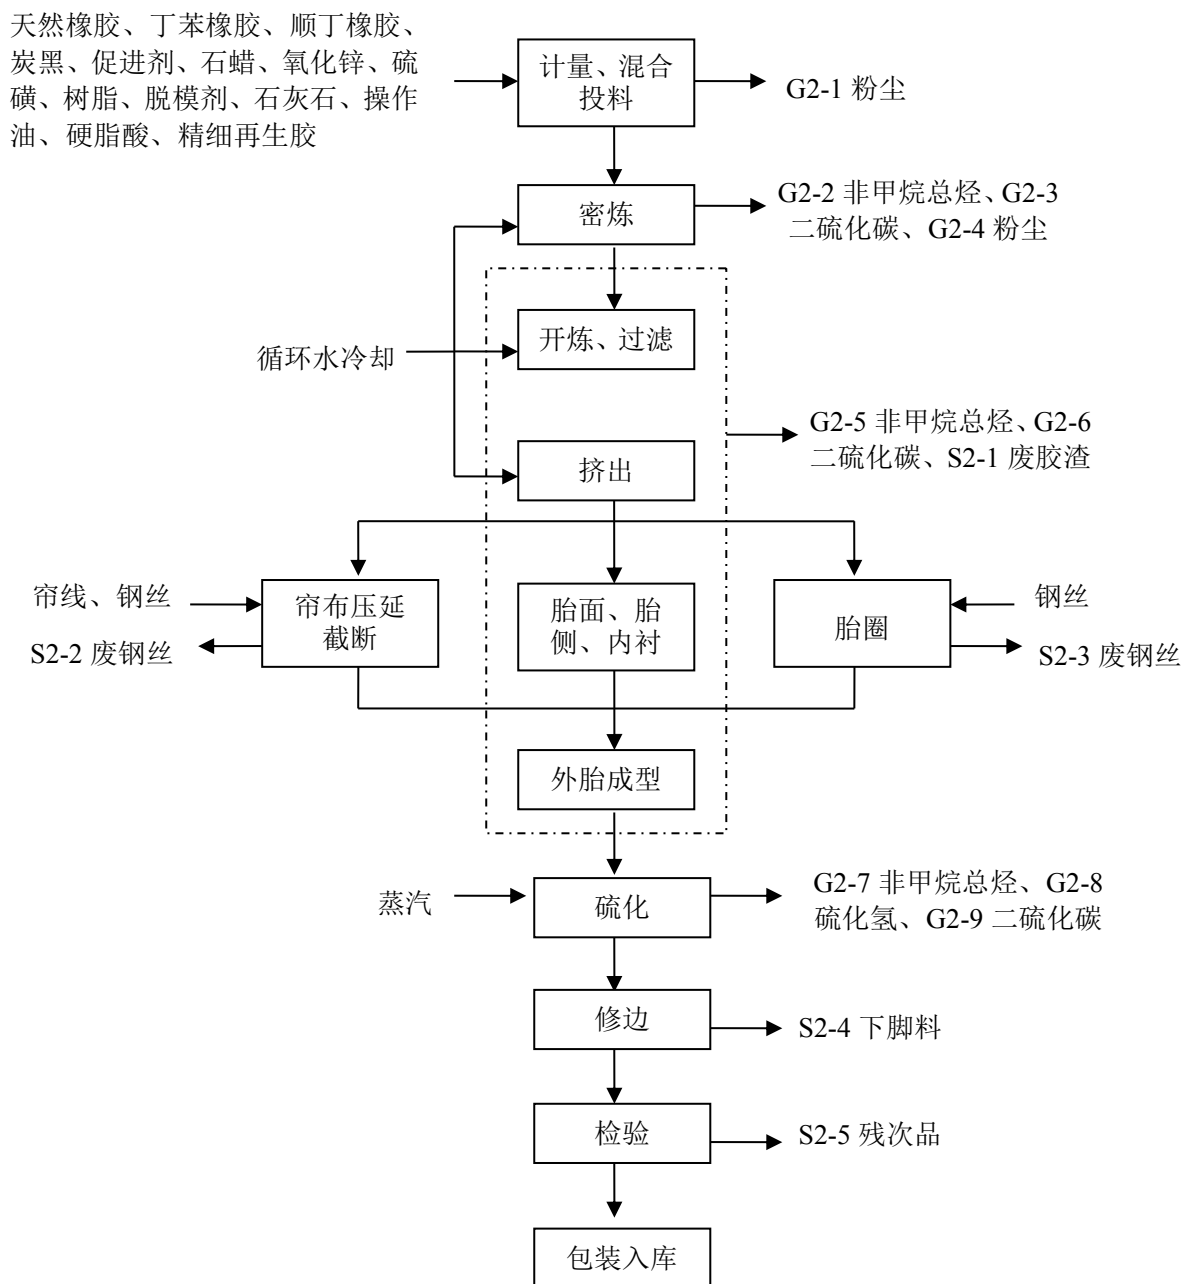 天然橡胶、丁苯橡胶、顺丁橡胶、
炭黑、促进剂、石蜡、氧化锌、硫
磺、树脂、脱模剂、石灰石、操作
油、硬脂酸、精细再生胶
计量、混合
投料
G2-1 粉尘
密炼
G2-2 非甲烷总烃、G2-3
二硫化碳、G2-4 粉尘
开炼、过滤
循环水冷却
G2-5 非甲烷总烃、G2-6
二硫化碳、S2-1 废胶渣
挤出
帘线、钢丝
S2-2 废钢丝
帘布压延
截断
胎面、胎
侧、内衬
胎圈
钢丝
S2-3 废钢丝
外胎成型
蒸汽
硫化
G2-7 非甲烷总烃、G2-8
硫化氢、G2-9 二硫化碳
修边
S2-4 下脚料
检验
S2-5 残次品
包装入库